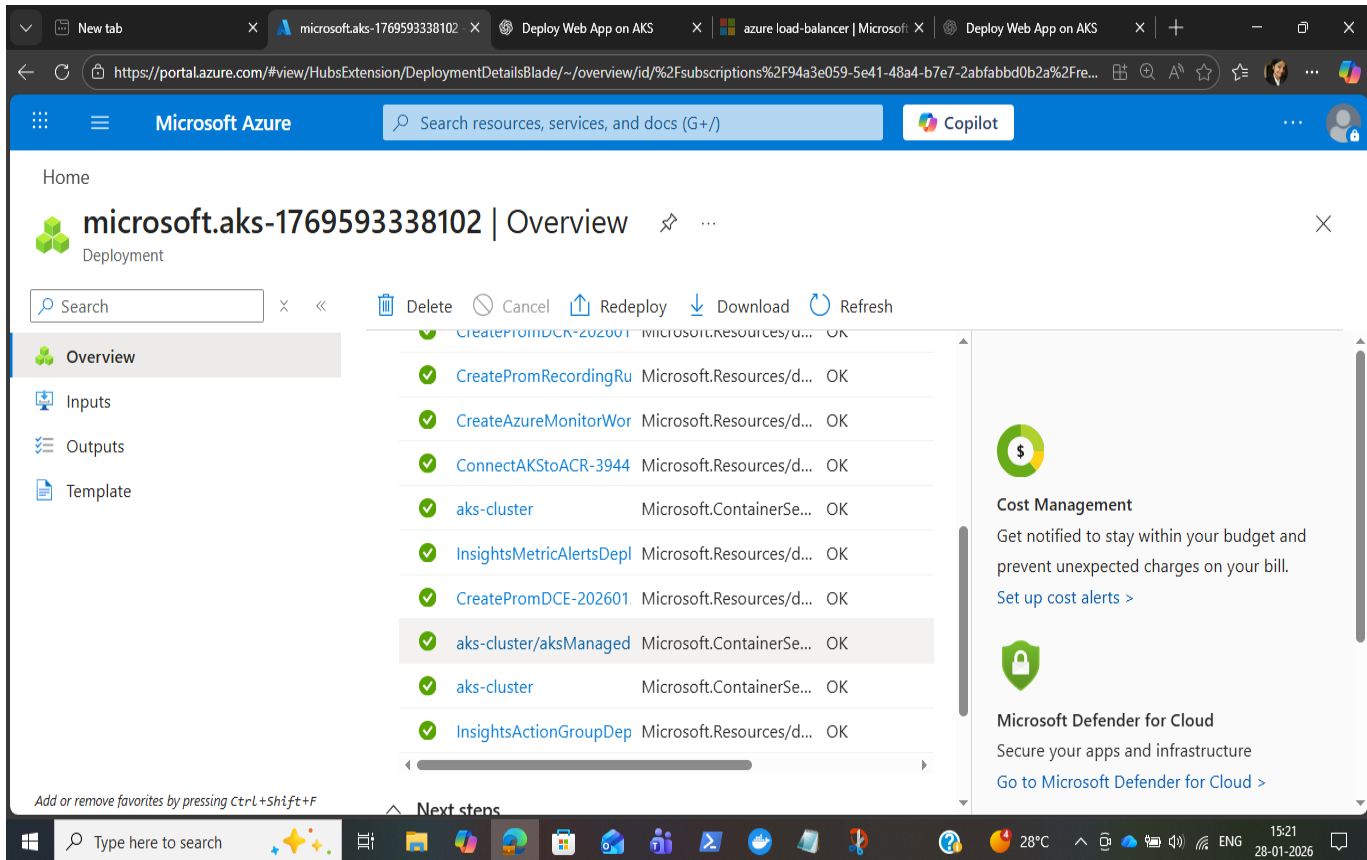 New tab
microsoft.aks-1769593338102
Deploy Web App on AKS
azure load-balancer | Microsoft
Deploy Web App on AKS
https://portal.azure.com/#view/HubsExtension/DeploymentDetailsBlade/~/overview/id/%2Fsubscriptions%2F94a3e059-5e41-48a4-b7e7-2abfabbd0b2a%2Fre...
Microsoft Azure
Search resources, services, and docs (G+/)
Copilot
Home
microsoft.aks-1769593338102 | Overview
Deployment
Search
Delete Cancel Redeploy Download Refresh
Overview
Inputs
Outputs
Template
CreatePromDCR-202601 Microsoft.Resources/d... OK
CreatePromRecordingRu Microsoft.Resources/d... OK
CreateAzureMonitorWor Microsoft.Resources/d... OK
ConnectAKStoACR-3944 Microsoft.Resources/d... OK
aks-cluster Microsoft.ContainerSe... OK
InsightsMetricAlertsDepl Microsoft.Resources/d... OK
CreatePromDCE-202601 Microsoft.Resources/d... OK
aks-cluster/aksManaged Microsoft.ContainerSe... OK
aks-cluster Microsoft.ContainerSe... OK
InsightsActionGroupDep Microsoft.Resources/d... OK
Next steps
$
Cost Management
Get notified to stay within your budget and
prevent unexpected charges on your bill.
Set up cost alerts >
Microsoft Defender for Cloud
Secure your apps and infrastructure
Go to Microsoft Defender for Cloud >
Add or remove favorites by pressing Ctrl+Shift+F
Type here to search
4
28°C
ENG
15:21
28-01-2026